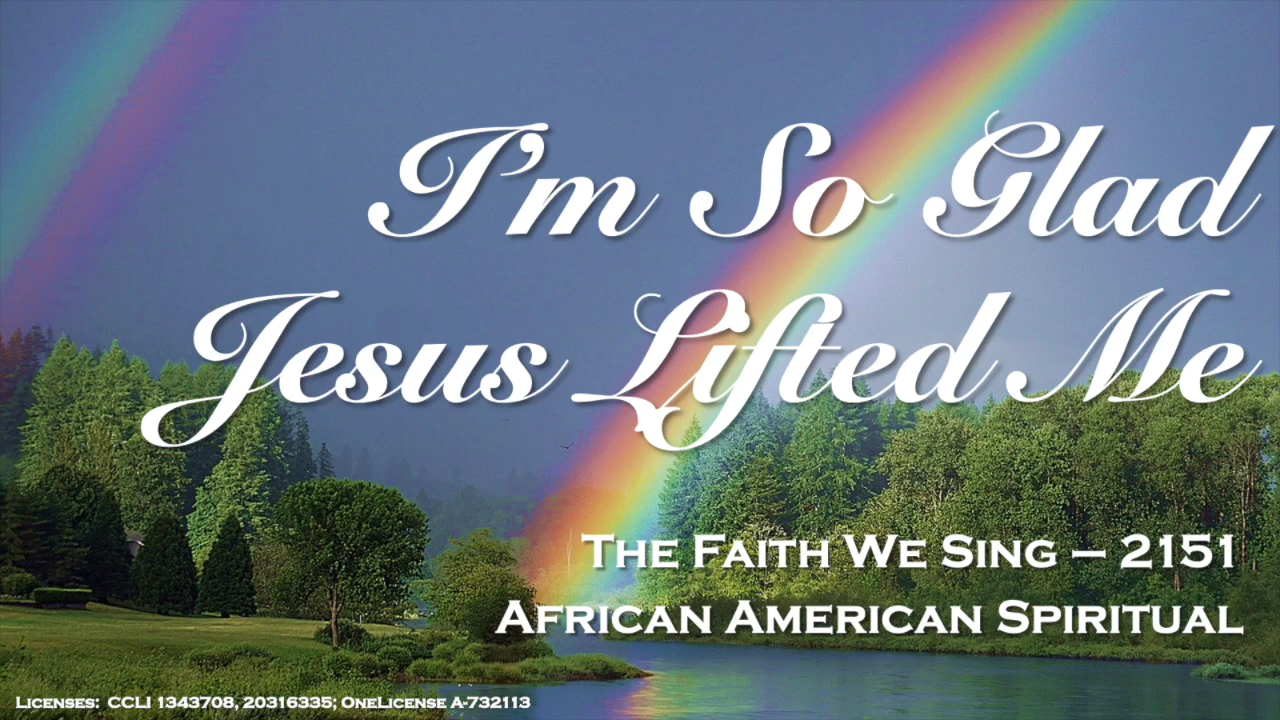 I'm So Glad
Jesus Lifted Me
The Faith We Sing – 2151
African American Spiritual
Licenses: CCLI 1343708, 20316335; OneLicense A-732113